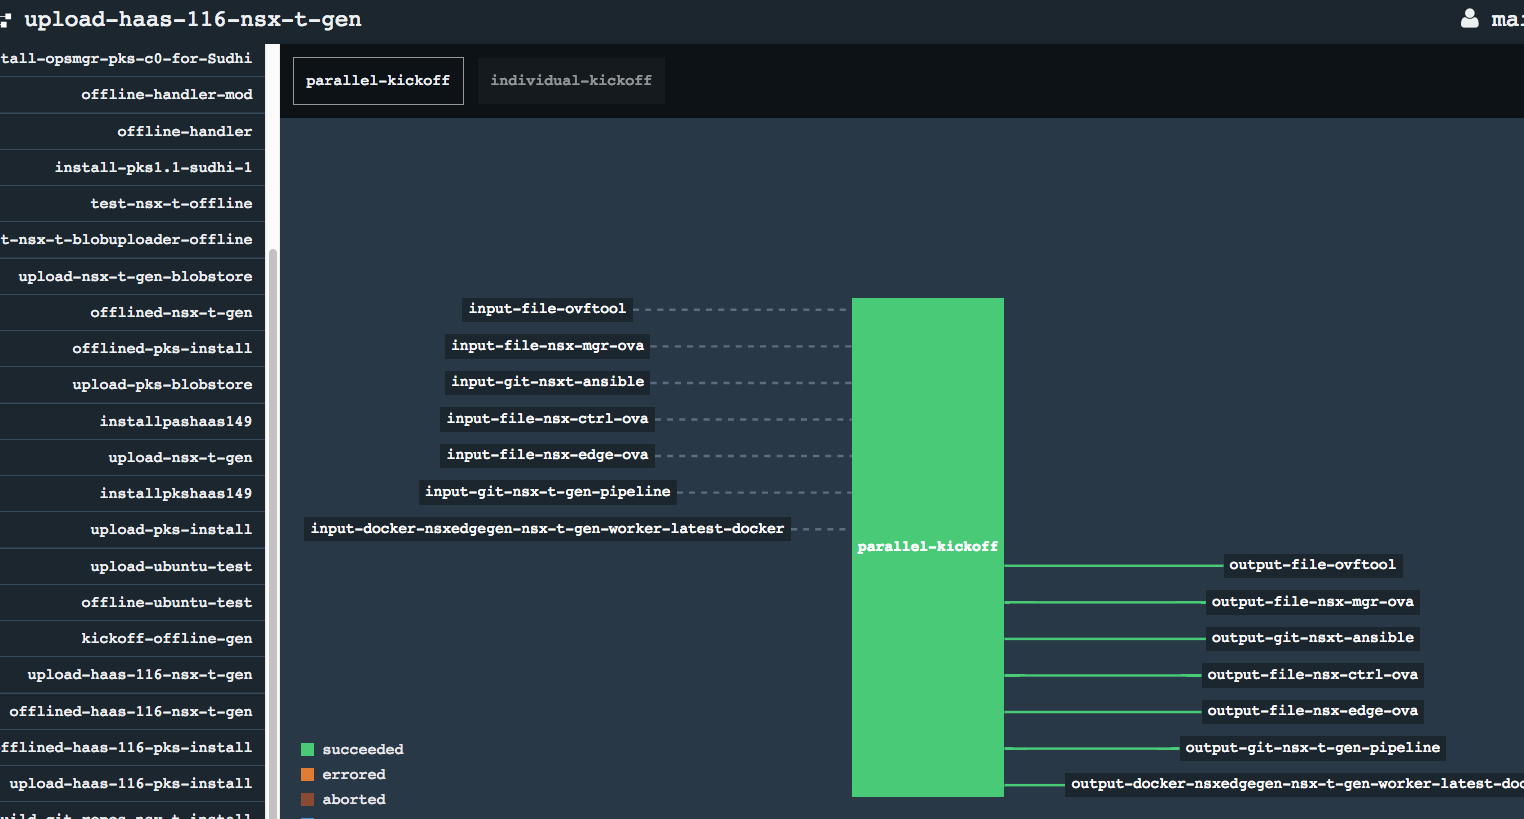 upload-haas-116-nsx-t-gen
tall-opsmgr-pks-c0-for-Sudhi
offline-handler-mod
offline-handler
install-pks1.1-sudhi-1
test-nsx-t-offline
t-nsx-t-blobuploader-offline
upload-nsx-t-gen-blobstore
offlined-nsx-t-gen
offlined-pks-install
upload-pks-blobstore
installpashaas149
upload-nsx-t-gen
installpkshaas149
upload-pks-install
upload-ubuntu-test
offline-ubuntu-test
kickoff-offline-gen
upload-haas-116-nsx-t-gen
offlined-haas-116-nsx-t-gen
fflined-haas-116-pks-install
upload-haas-116-pks-install
parallel-kickoff
individual-kickoff
input-file-ovftool
input-file-nsx-mgr-ova
input-git-nsxt-ansible
input-file-nsx-ctrl-ova
input-file-nsx-edge-ova
input-git-nsx-t-gen-pipeline
input-docker-nsxedgegen-nsx-t-gen-worker-latest-docker
parallel-kickoff
output-file-ovftool
output-file-nsx-mgr-ova
output-git-nsxt-ansible
output-file-nsx-ctrl-ova
output-file-nsx-edge-ova
output-git-nsx-t-gen-pipeline
output-docker-nsxedgegen-nsx-t-gen-worker-latest-doc
succeeded
errored
aborted